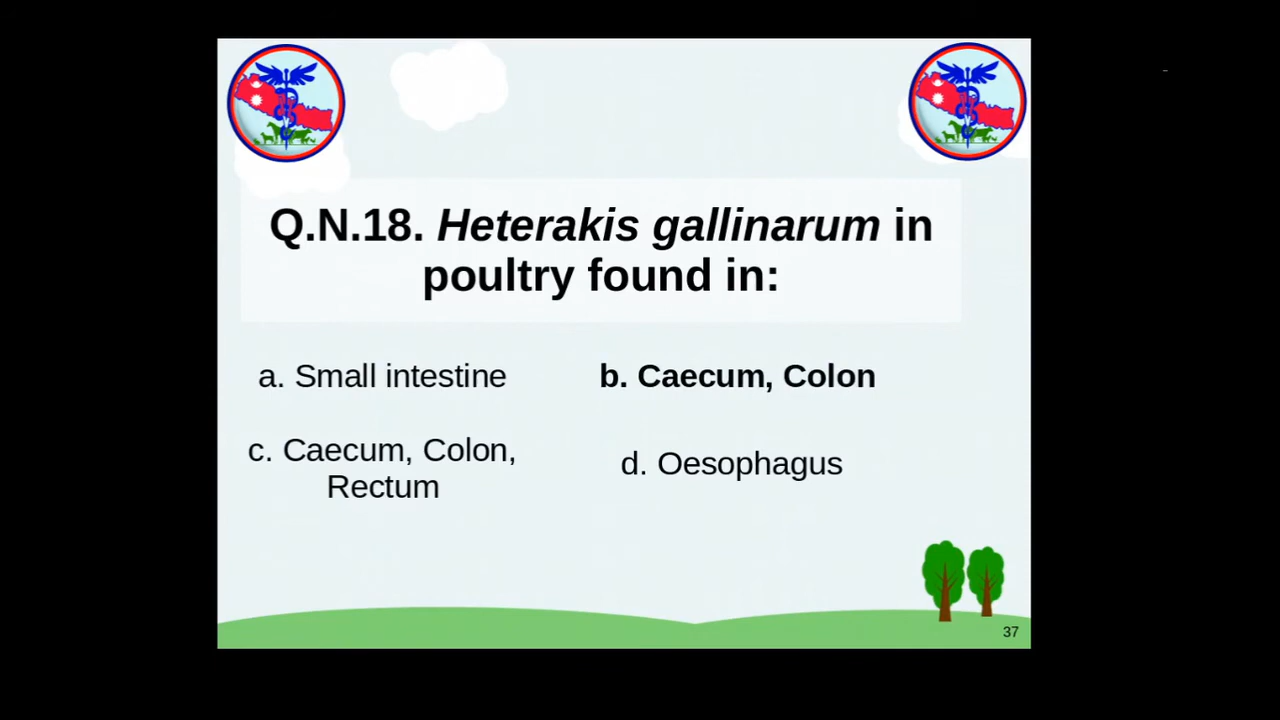 Q.N.18. Heterakis gallinarum in
poultry found in:
a. Small intestine
b. Caecum, Colon
c. Caecum, Colon,
Rectum
d. Oesophagus
37